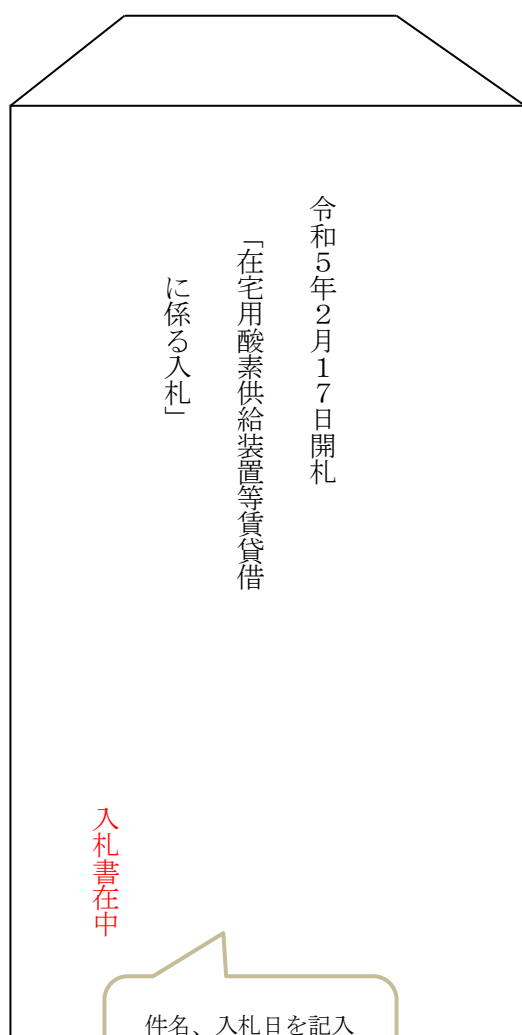 令和５年２月１７日開札
「在宅用酸素供給装置等賃貸借
に係る入札」
入札書在中
件名、入札日を記入